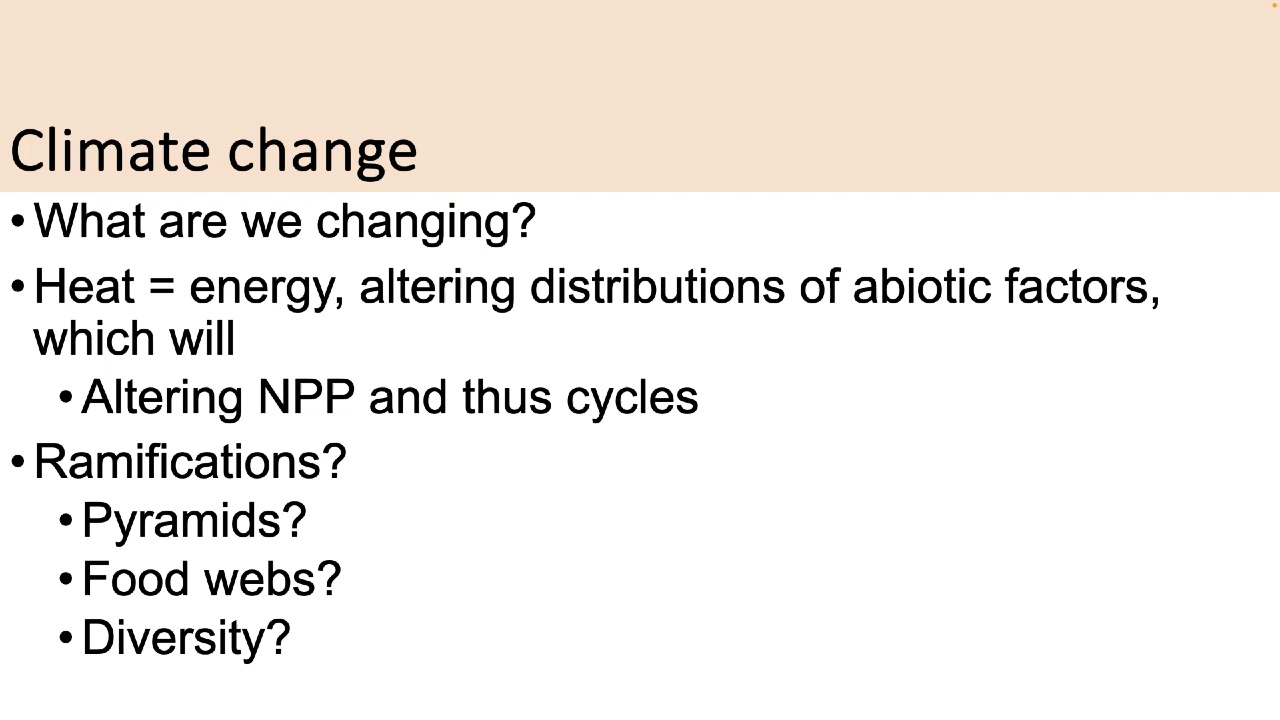 Climate change
• What are we changing?
• Heat = energy, altering distributions of abiotic factors,
which will
• Altering NPP and thus cycles
• Ramifications?
• Pyramids?
• Food webs?
• Diversity?